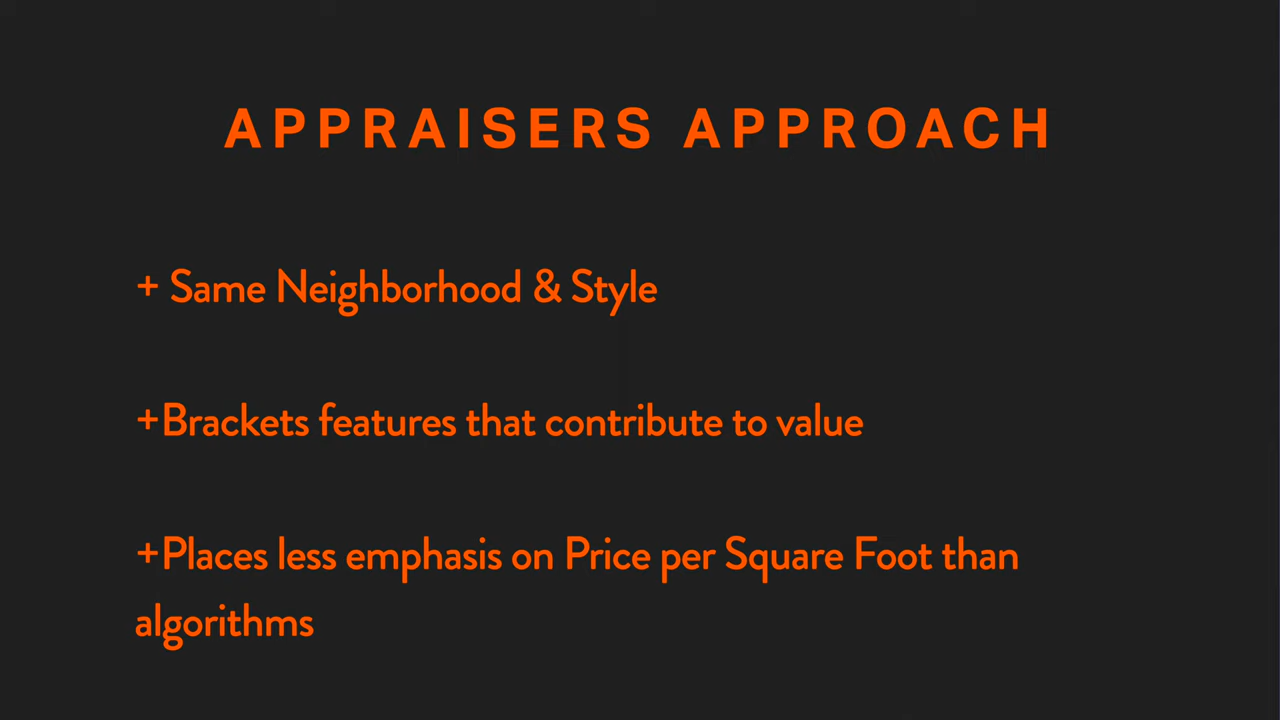 APPRAISERS APPROACH
+ Same Neighborhood & Style
+Brackets features that contribute to value
+Places less emphasis on Price per Square Foot than
algorithms